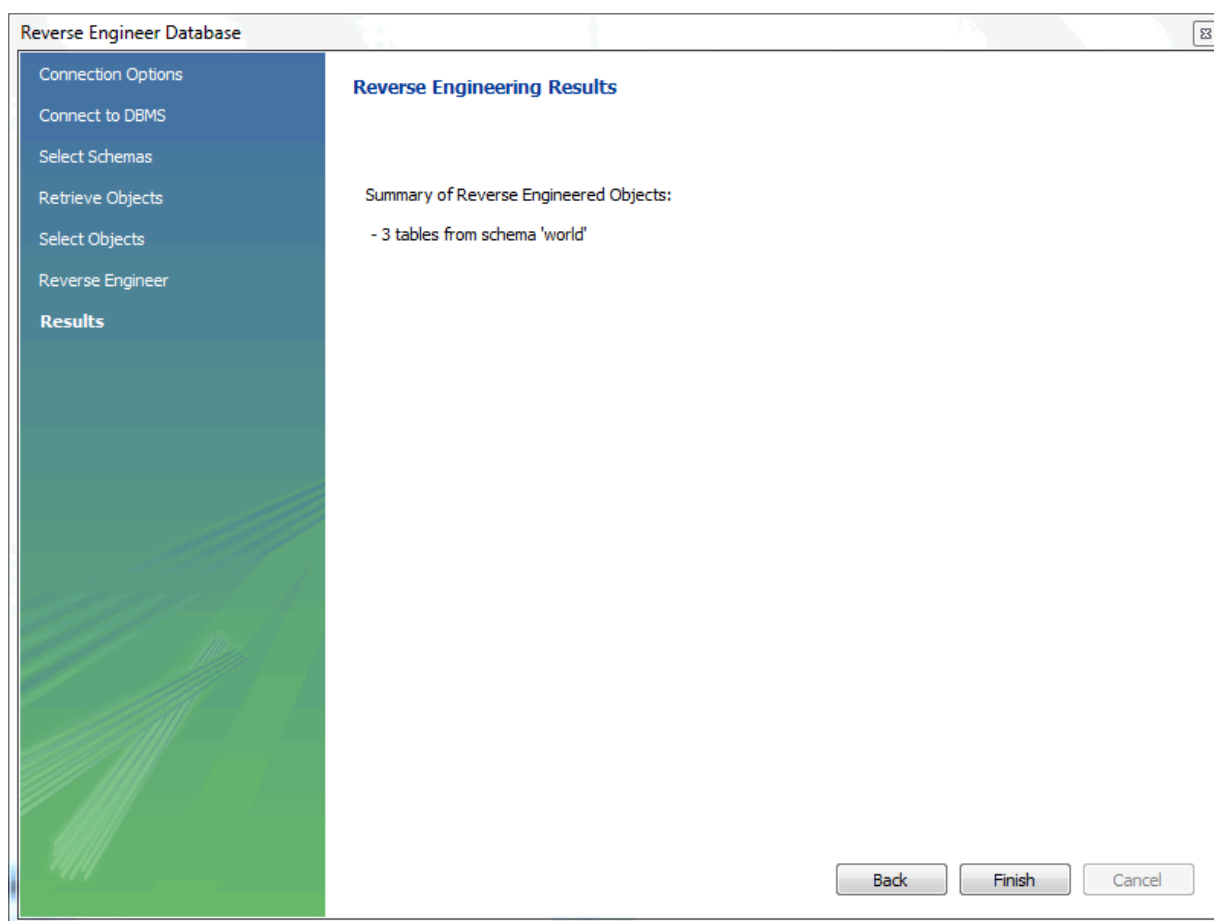 Reverse Engineer Database
Connection Options
Connect to DBMS
Select Schemas
Retrieve Objects
Select Objects
Reverse Engineer
Results
Reverse Engineering Results
Summary of Reverse Engineered Objects:
- 3 tables from schema 'world'
Back Finish Cancel